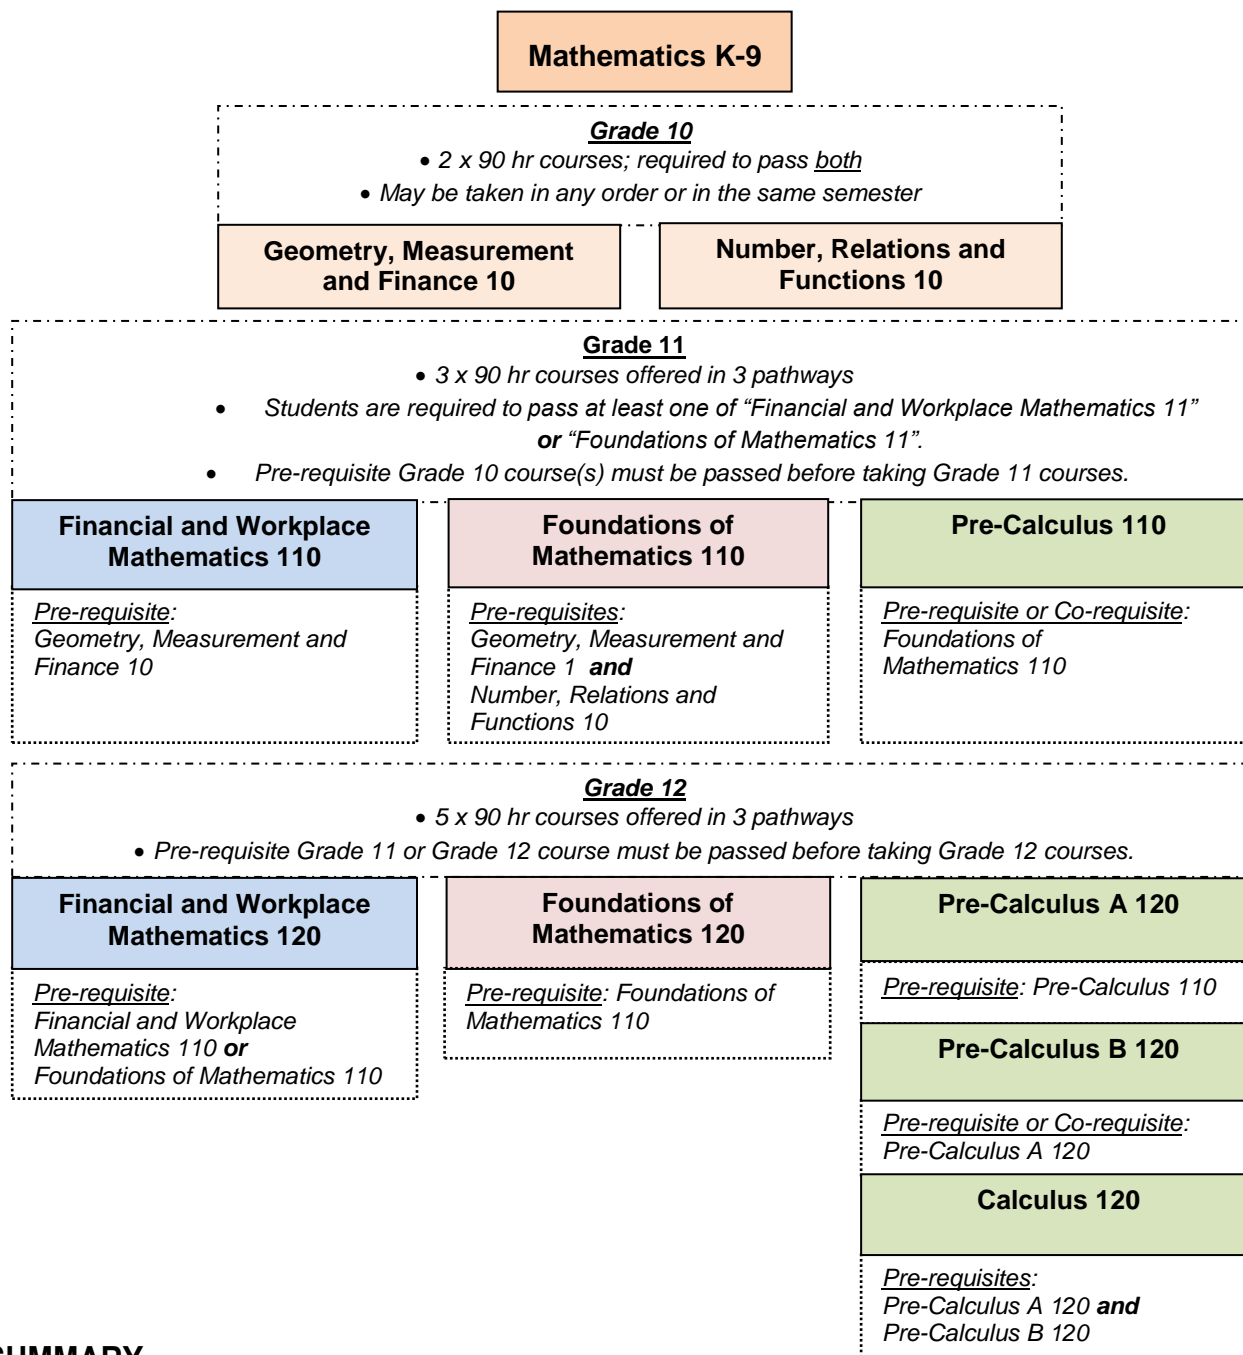 Mathematics K-9
Grade 10
• 2 x 90 hr courses; required to pass both
• May be taken in any order or in the same semester
Geometry, Measurement
and Finance 10
Number, Relations and
Functions 10
Grade 11
• 3 x 90 hr courses offered in 3 pathways
• Students are required to pass at least one of “Financial and Workplace Mathematics 11”
or “Foundations of Mathematics 11”.
• Pre-requisite Grade 10 course(s) must be passed before taking Grade 11 courses.
Financial and Workplace
Mathematics 110
Pre-requisite:
Geometry, Measurement and
Finance 10
Foundations of
Mathematics 110
Pre-requisites:
Geometry, Measurement and
Finance 1 and
Number, Relations and
Functions 10
Pre-Calculus 110
Pre-requisite or Co-requisite:
Foundations of
Mathematics 110
Grade 12
• 5 x 90 hr courses offered in 3 pathways
• Pre-requisite Grade 11 or Grade 12 course must be passed before taking Grade 12 courses.
Financial and Workplace
Mathematics 120
Pre-requisite:
Financial and Workplace
Mathematics 110 or
Foundations of Mathematics 110
Foundations of
Mathematics 120
Pre-requisite: Foundations of
Mathematics 110
Pre-Calculus A 120
Pre-requisite: Pre-Calculus 110
Pre-Calculus B 120
Pre-requisite or Co-requisite:
Pre-Calculus A 120
Calculus 120
Pre-requisites:
Pre-Calculus A 120 and
Pre-Calculus B 120
SUMMARY